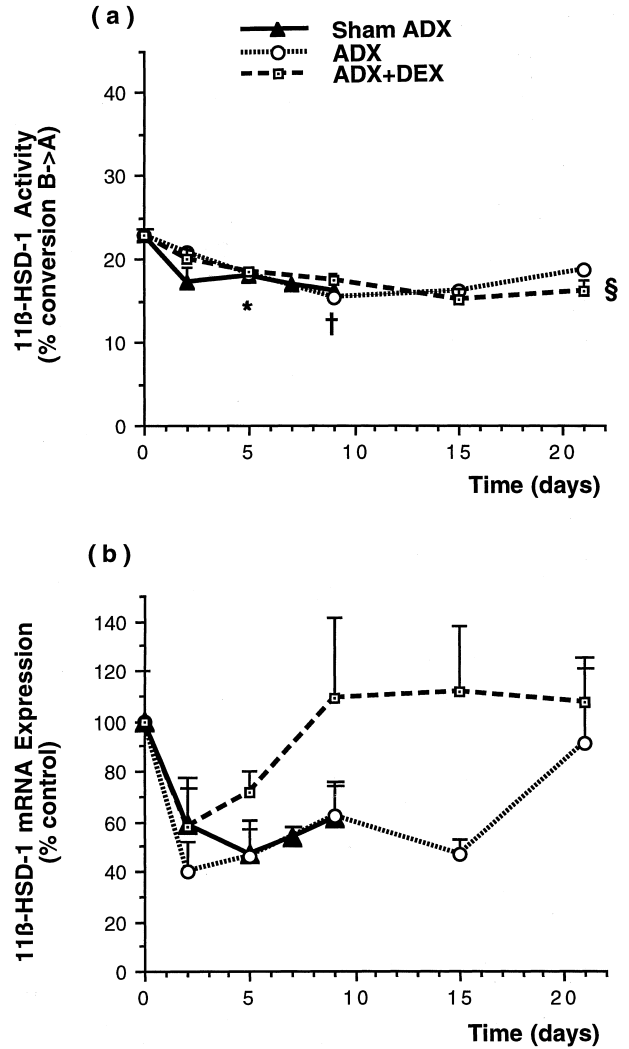 (a)
Sham ADX
ADX
ADX+DEX
11ß-HSD-1 Activity
(% conversion B->A)
40
30
20
10
0
*
†
§
0 5 10 15 20
Time (days)
(b)
11ß-HSD-1 mRNA Expression
(% control)
140
120
100
80
60
40
20
0
0 5 10 15 20
Time (days)